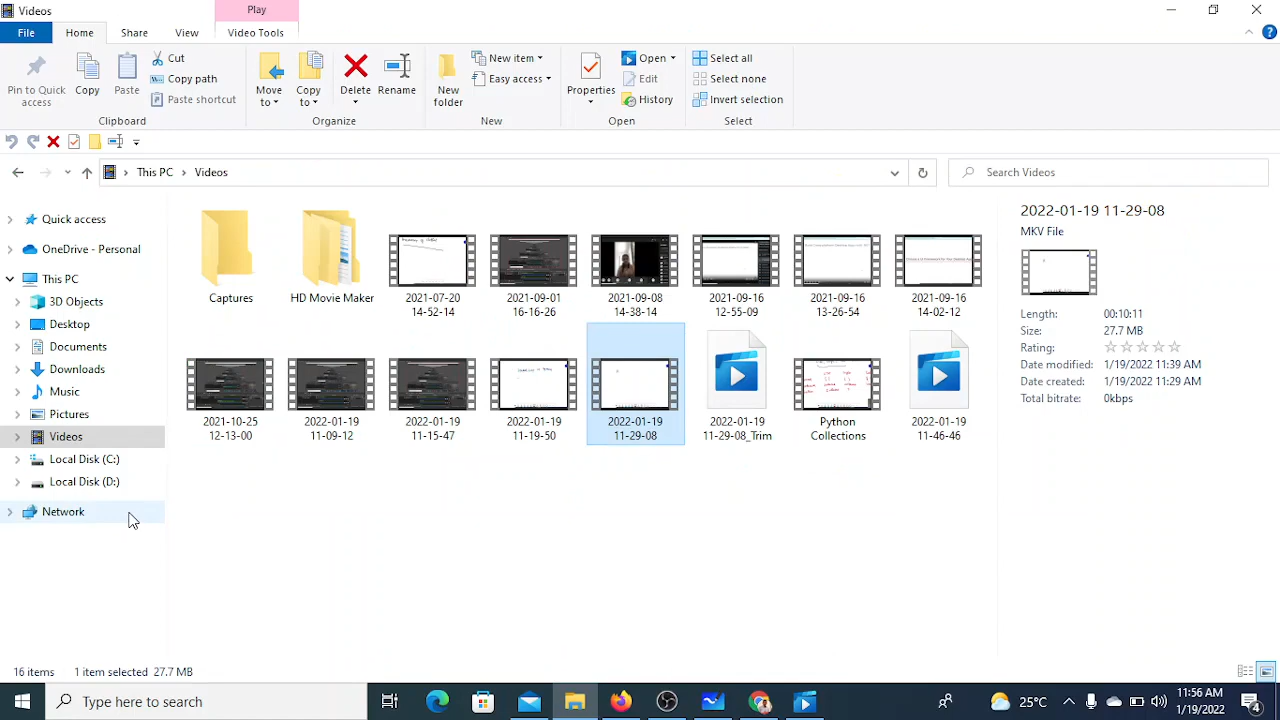 Videos
Play
File
Home
Share
View
Video Tools
Pin to Quick access
Copy
Paste
Cut
Copy path
Paste shortcut
Clipboard
Move to
Copy to
Delete
Rename
Organize
New folder
New item
Easy access
New
Properties
Open
Edit
History
Open
Select all
Select none
Invert selection
Select
This PC
Videos
Search Videos
Quick access
OneDrive - Personal
This PC
3D Objects
Desktop
Documents
Downloads
Music
Pictures
Videos
Local Disk (C:)
Local Disk (D:)
Network
Captures
HD Movie Maker
2021-07-20
14-52-14
2021-09-01
16-16-26
2021-09-08
14-38-14
2021-09-16
12-55-09
2021-09-16
13-26-54
2021-09-16
14-02-12
2021-10-25
12-13-00
2022-01-19
11-09-12
2022-01-19
11-15-47
2022-01-19
11-19-50
2022-01-19
11-29-08
2022-01-19
11-29-08_Trim
Python
Collections
2022-01-19
11-46-46
2022-01-19 11-29-08
MKV File
Length: 00:10:11
Size: 27.7 MB
Rating:
Date modified: 1/19/2022 11:39 AM
Date created: 1/19/2022 11:29 AM
Total bitrate: 0kbps
16 items 1 item selected 27.7 MB
Type here to search
25°C
1:56 AM
1/19/2022
4